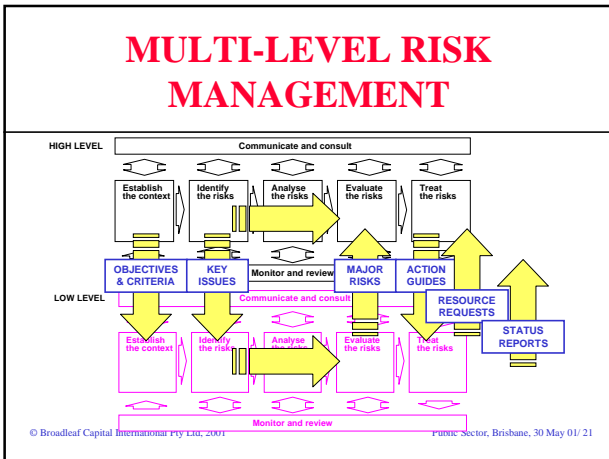 MULTI-LEVEL RISK
MANAGEMENT
HIGH LEVEL
Communicate and consult
Establish
the context
Identify
the risks
Analyse
the risks
Evaluate
the risks
Treat
the risks
OBJECTIVES
& CRITERIA
KEY
ISSUES
Monitor and review
MAJOR
RISKS
ACTION
GUIDES
LOW LEVEL
Communicate and consult
RESOURCE
REQUESTS
STATUS
REPORTS
Establish
the context
Identify
the risks
Analyse
the risks
Evaluate
the risks
Treat
the risks
Monitor and review
© Broadleaf Capital International Pty Ltd, 2001
Public Sector, Brisbane, 30 May 01/ 21